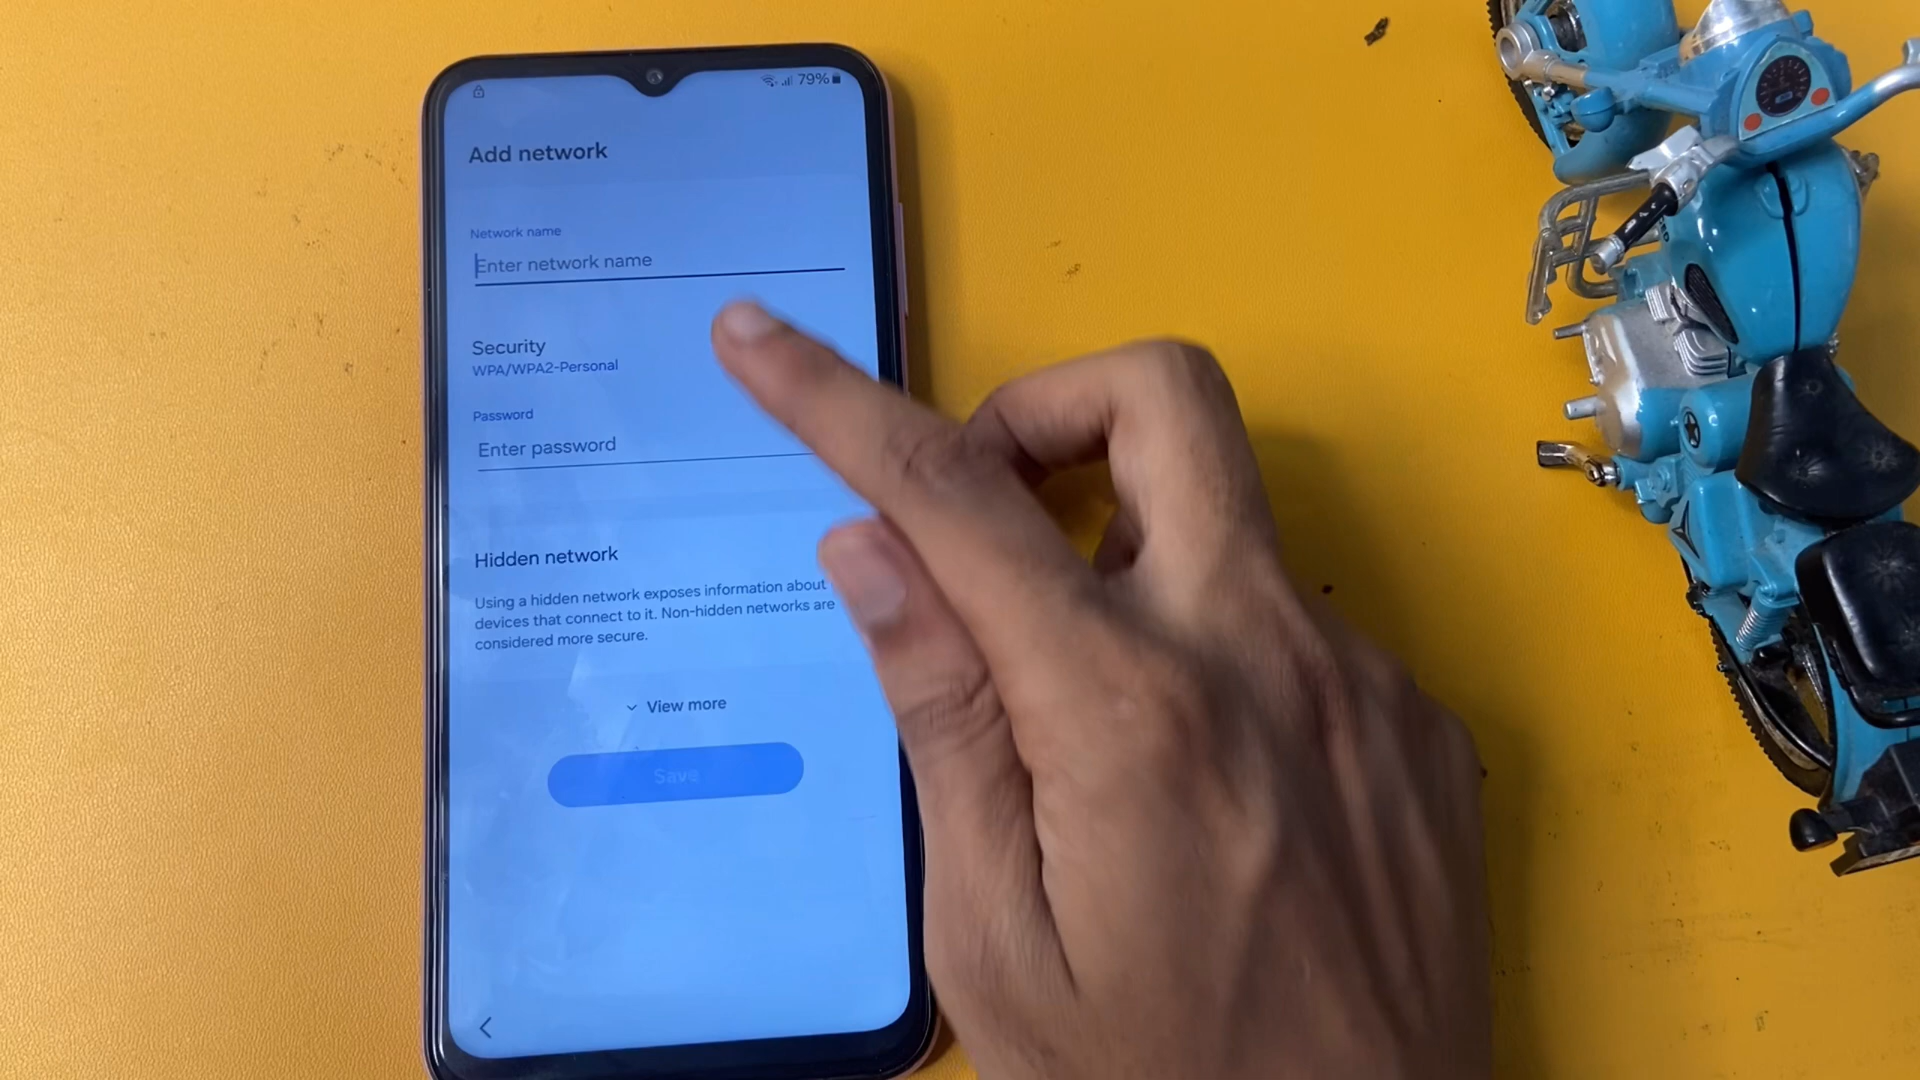 79%
Add network
Network name
Enter network name
Security
WPA/WPA2-Personal
Password
Enter password
Hidden network
Using a hidden network exposes information about
devices that connect to it. Non-hidden networks are
considered more secure.
View more
Save